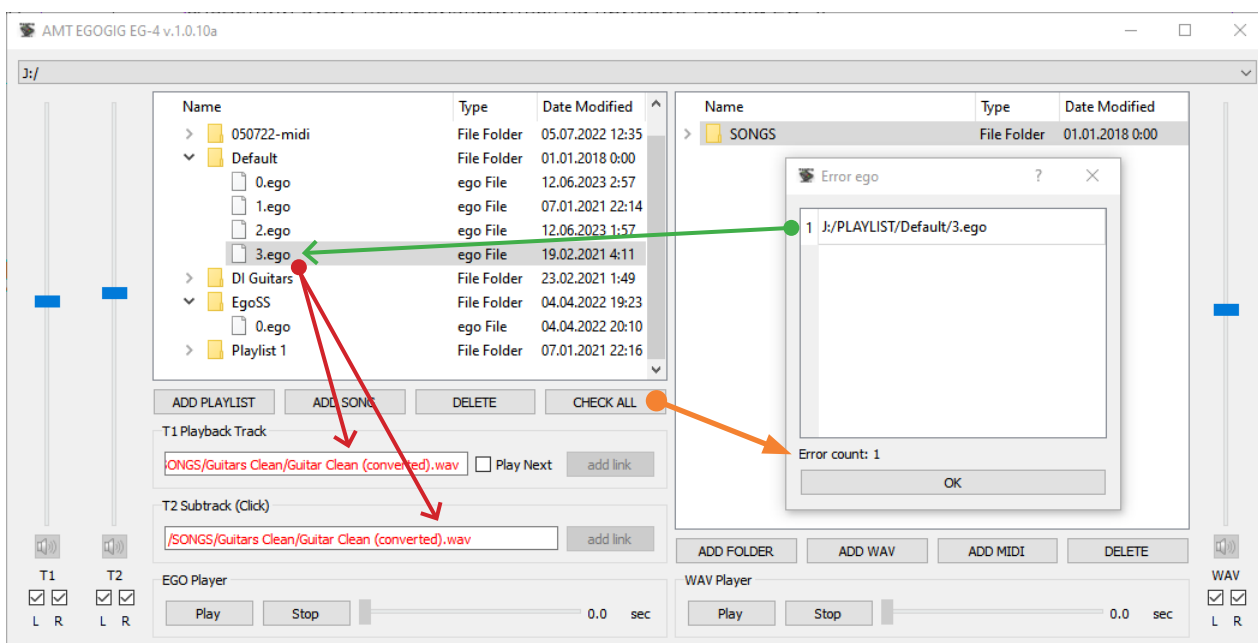 AMT EGOGIG EG-4 v.1.0.10a
J:/
Name Type Date Modified
050722-midi File Folder 05.07.2022 12:35
Default File Folder 01.01.2018 0:00
0.ego ego File 12.06.2023 2:57
1.ego ego File 07.01.2021 22:14
2.ego ego File 12.06.2023 1:57
3.ego ego File 19.02.2021 4:11
DI Guitars File Folder 23.02.2021 1:49
EgoSS File Folder 04.04.2022 19:23
0.ego ego File 04.04.2022 20:10
Playlist 1 File Folder 07.01.2021 22:16
ADD PLAYLIST ADD SONG DELETE CHECK ALL
T1 Playback Track
SONGS/Guitars Clean/Guitar Clean (converted).wav Play Next add link
T2 Subtrack (Click)
/SONGS/Guitars Clean/Guitar Clean (converted).wav add link
EGO Player
Play Stop 0.0 sec
T1 T2
L R L R
Name Type Date Modified
SONGS File Folder 01.01.2018 0:00
Error ego ?
1 J:/PLAYLIST/Default/3.ego
Error count: 1
OK
ADD FOLDER ADD WAV ADD MIDI DELETE
WAV Player
Play Stop 0.0 sec
WAV
L R